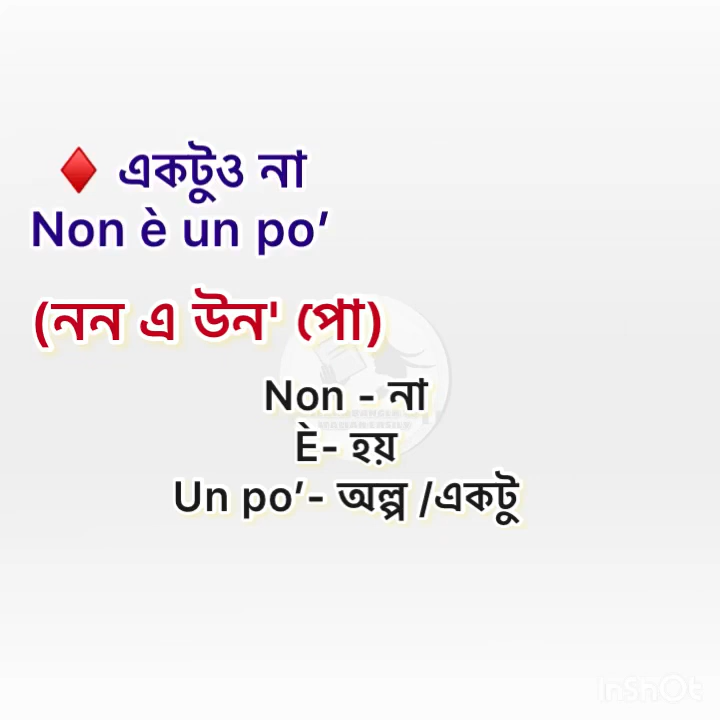 ♦️ একটুও না
Non è un po’
(নন এ উন' পো)
Non - না
È- হয়
Un po’- অল্প /একটু
InShOt